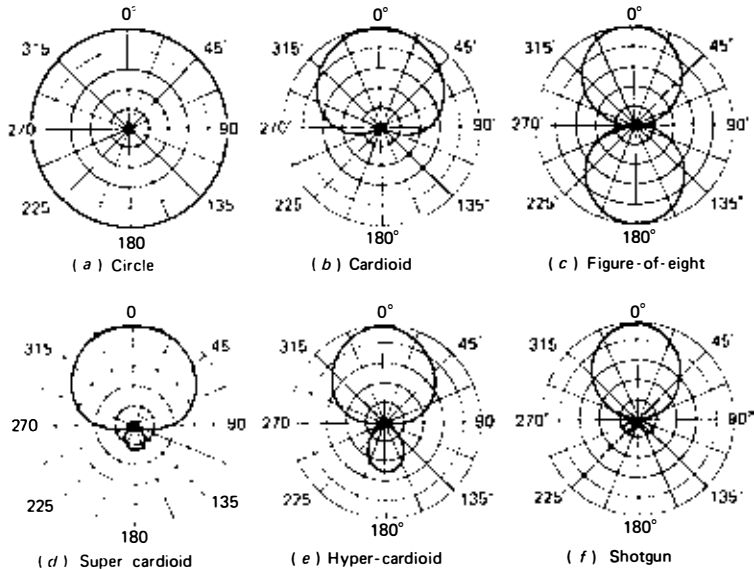 0° 0° 0°
315 45' 315' 45' 315' 45°
270 90 270' 90' 270' 90'
225 135 225 135° 225' 135°
180 180° 180°
( a ) Circle ( b ) Cardioid ( c ) Figure-of-eight
0 0° 0°
315 45 315 45' 315' 45'
270 90 270 90° 270° 90°
225 135 225 135° 225° 135°
180 180° 180°
( d ) Super cardioid ( e ) Hyper-cardioid ( f ) Shotgun